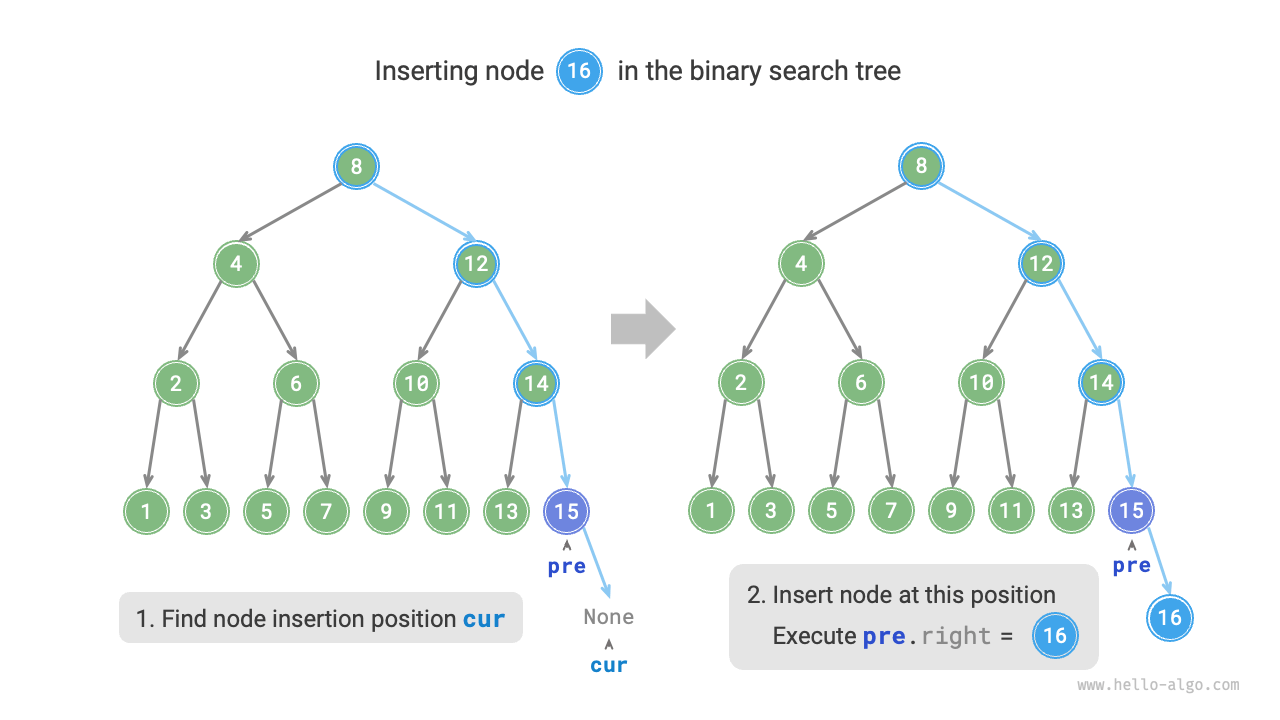 Inserting node 16 in the binary search tree
8
4 12
2 6 10 14
1 3 5 7 9 11 13 15
pre
None
cur
1. Find node insertion position cur
8
4 12
2 6 10 14
1 3 5 7 9 11 13 15
pre
16
2. Insert node at this position
Execute pre.right = 16
www.hello-algo.com